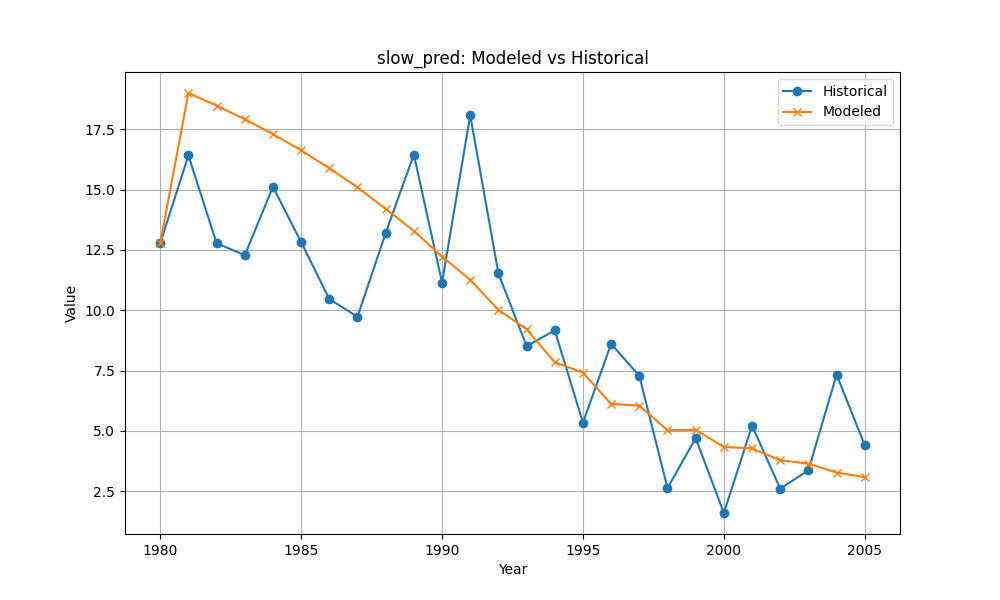 slow_pred: Modeled vs Historical
Historical
Modeled
17.5
15.0
12.5
10.0
7.5
5.0
2.5
Value
1980 1985 1990 1995 2000 2005
Year